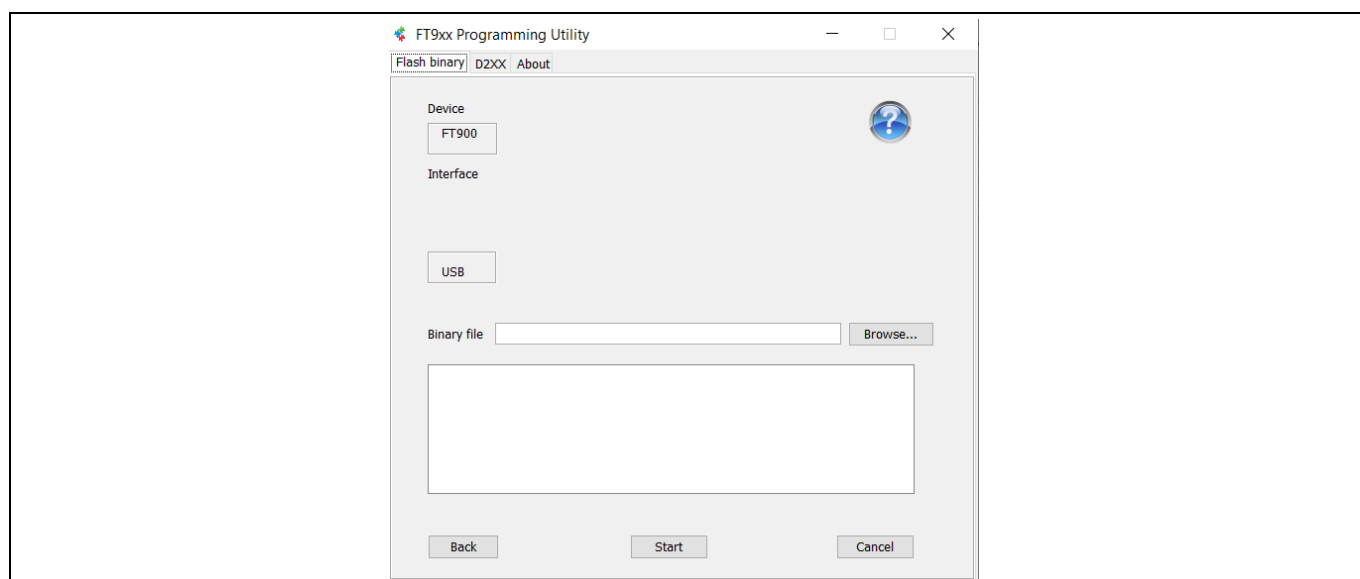 FT9xx Programming Utility
Flash binary D2XX About
Device
FT900
Interface
USB
Binary file Browse...
Back Start Cancel